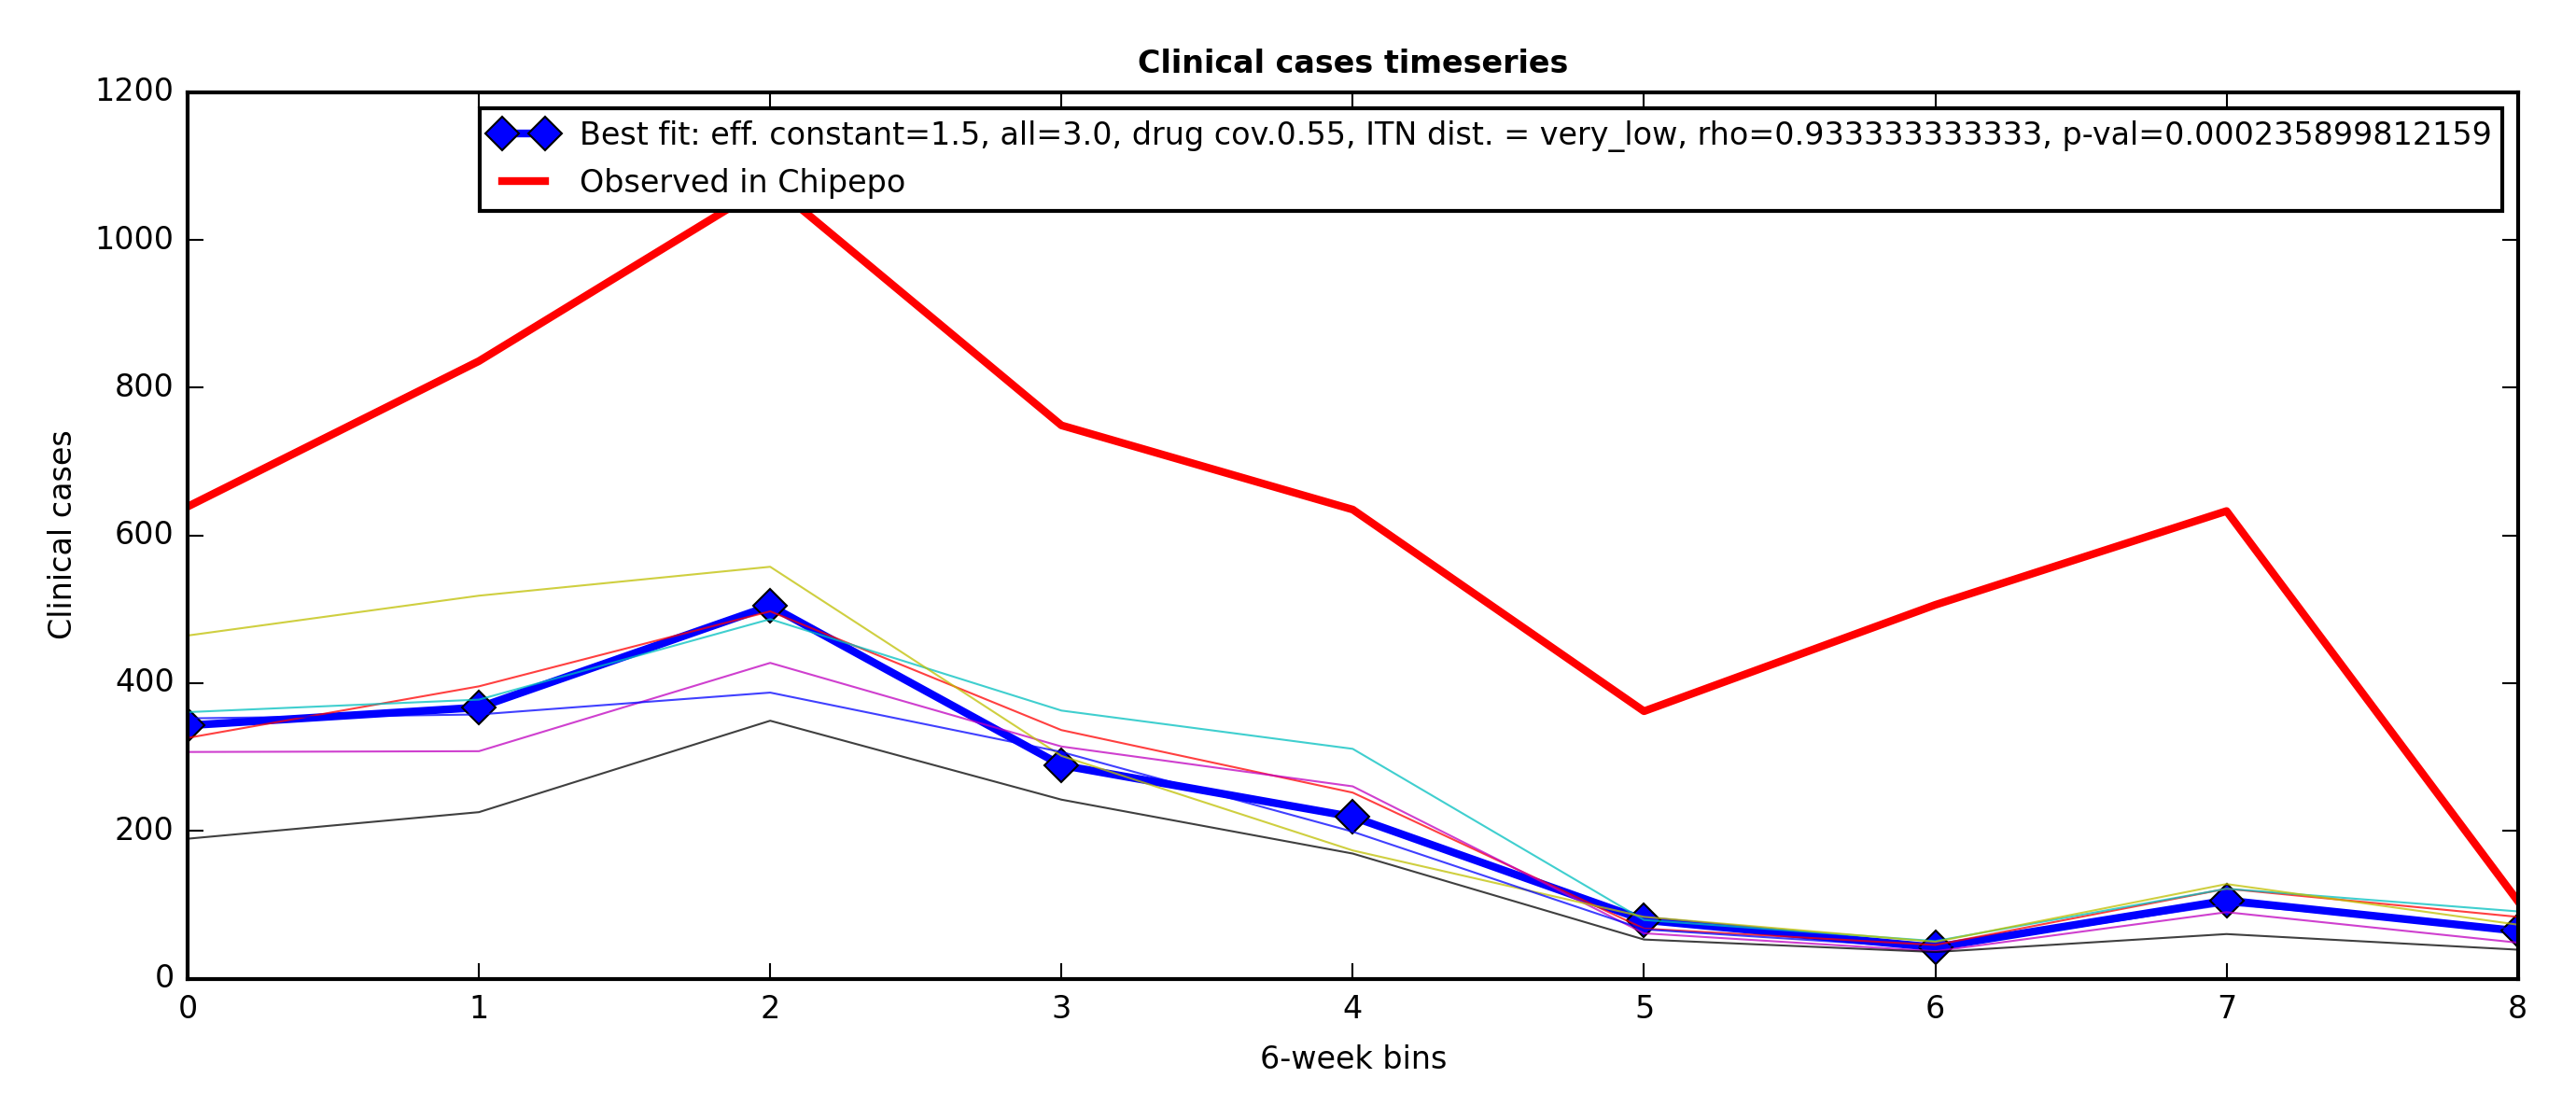 Clinical cases timeseries
1200
1000
800
600
400
200
0
Clinical cases
Best fit: eff. constant=1.5, all=3.0, drug cov.0.55, ITN dist. = very_low, rho=0.933333333333, p-val=0.000235899812159
Observed in Chipepo
0 1 2 3 4 5 6 7 8
6-week bins